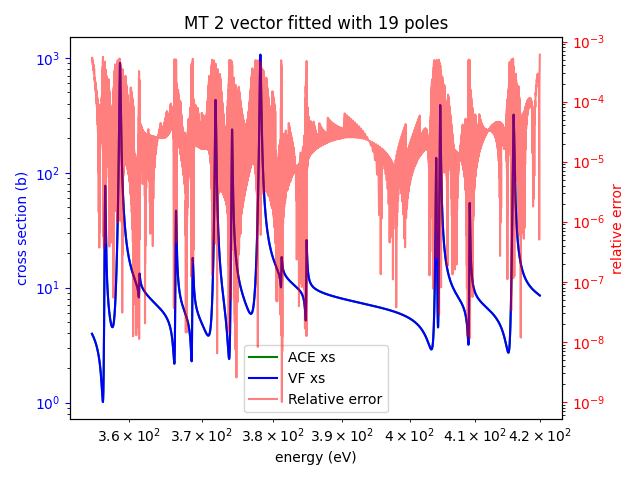 MT 2 vector fitted with 19 poles
10³
10²
10¹
10⁰
cross section (b)
10⁻³
10⁻⁴
10⁻⁵
10⁻⁶
10⁻⁷
10⁻⁸
10⁻⁹
relative error
ACE xs
VF xs
Relative error
3.6 × 10² 3.7 × 10² 3.8 × 10² 3.9 × 10² 4 × 10² 4.1 × 10² 4.2 × 10²
energy (eV)